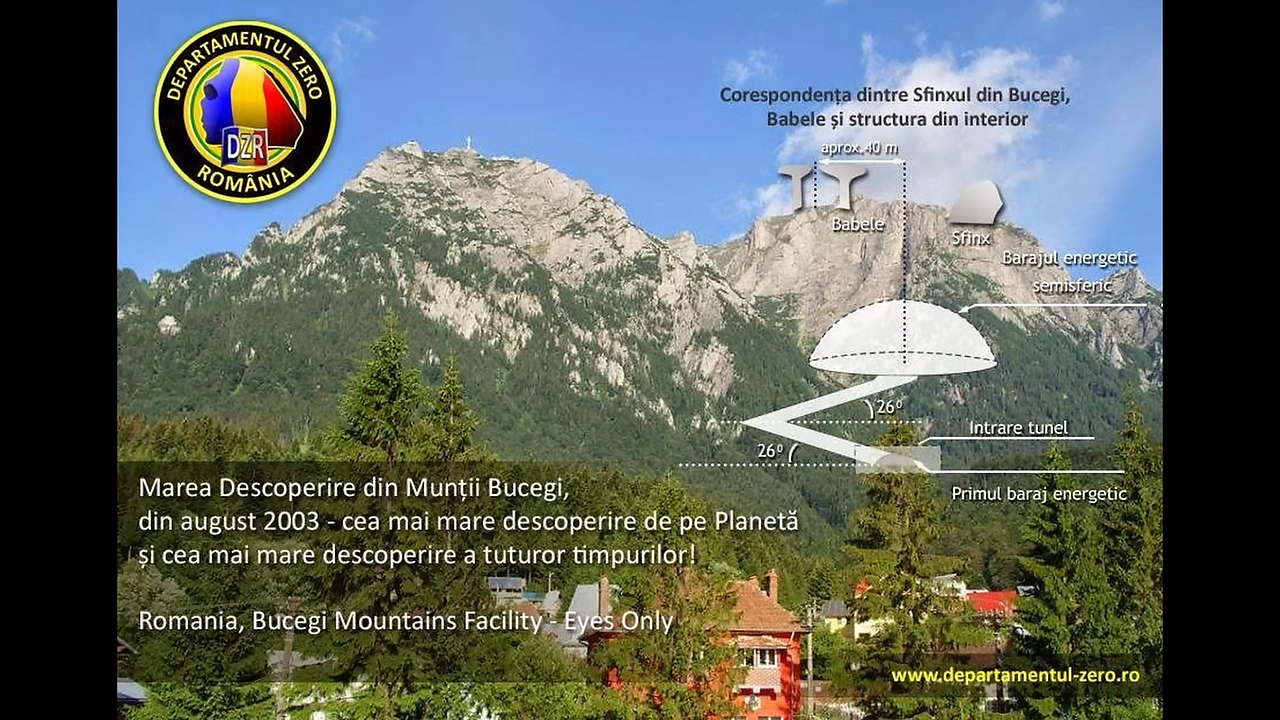 DEPARTAMENTUL ZERO
DZR
ROMÂNIA
Corespondența dintre Sfinxul din Bucegi,
Babele și structura din interior
aprox. 40 m
Babele
Sfinx
Barajul energetic
semisferic
26⁰
Intrare tunel
26⁰
Primul baraj energetic
Marea Descoperire din Munții Bucegi,
din august 2003 - cea mai mare descoperire de pe Planetă
și cea mai mare descoperire a tuturor timpurilor!
Romania, Bucegi Mountains Facility - Eyes Only
www.departamentul-zero.ro